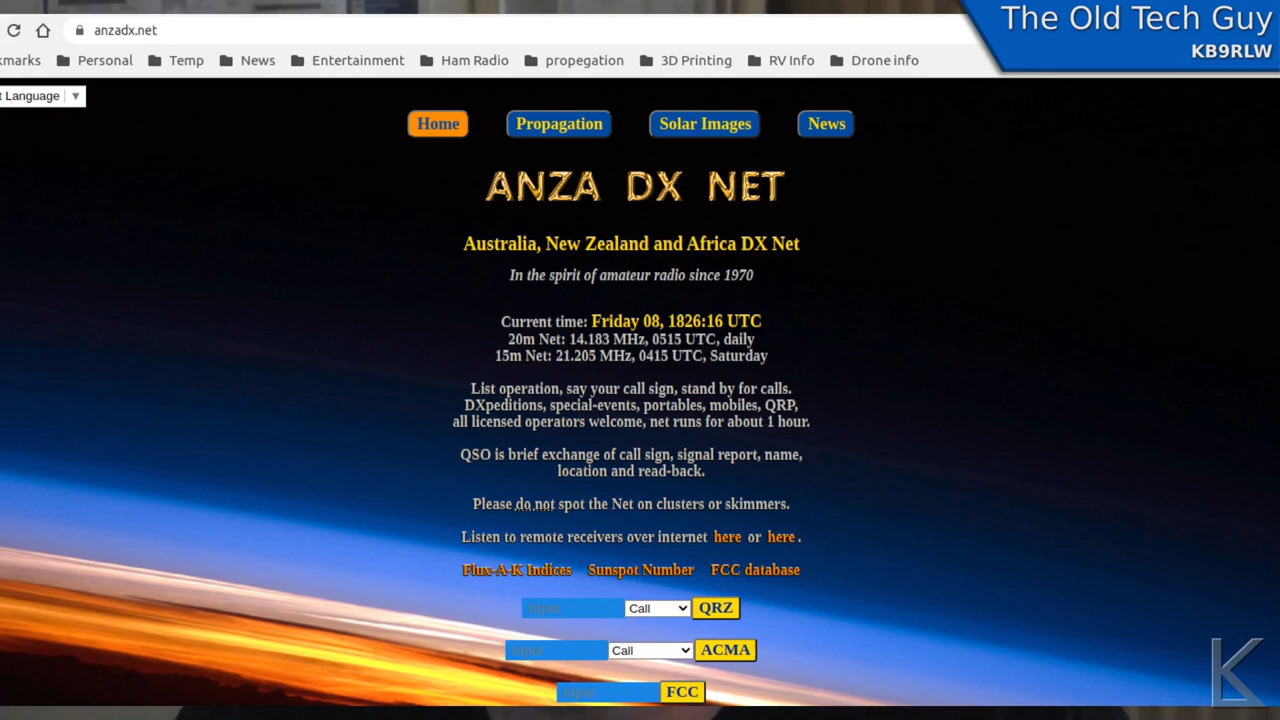 The Old Tech Guy
KB9RLW
anzadx.net
kmarks Personal Temp News Entertainment Ham Radio propegation 3D Printing RV Info Drone info
t Language ▼
Home Propagation Solar Images News
ANZA DX NET
Australia, New Zealand and Africa DX Net
In the spirit of amateur radio since 1970
Current time: Friday 08, 1826:16 UTC
20m Net: 14.183 MHz, 0515 UTC, daily
15m Net: 21.205 MHz, 0415 UTC, Saturday
List operation, say your call sign, stand by for calls.
DXpeditions, special-events, portables, mobiles, QRP,
all licensed operators welcome, net runs for about 1 hour.
QSO is brief exchange of call sign, signal report, name,
location and read-back.
Please do not spot the Net on clusters or skimmers.
Listen to remote receivers over internet here or here .
Flux-A-K Indices Sunspot Number FCC database
Input Call QRZ
Input Call ACMA
Input FCC
K